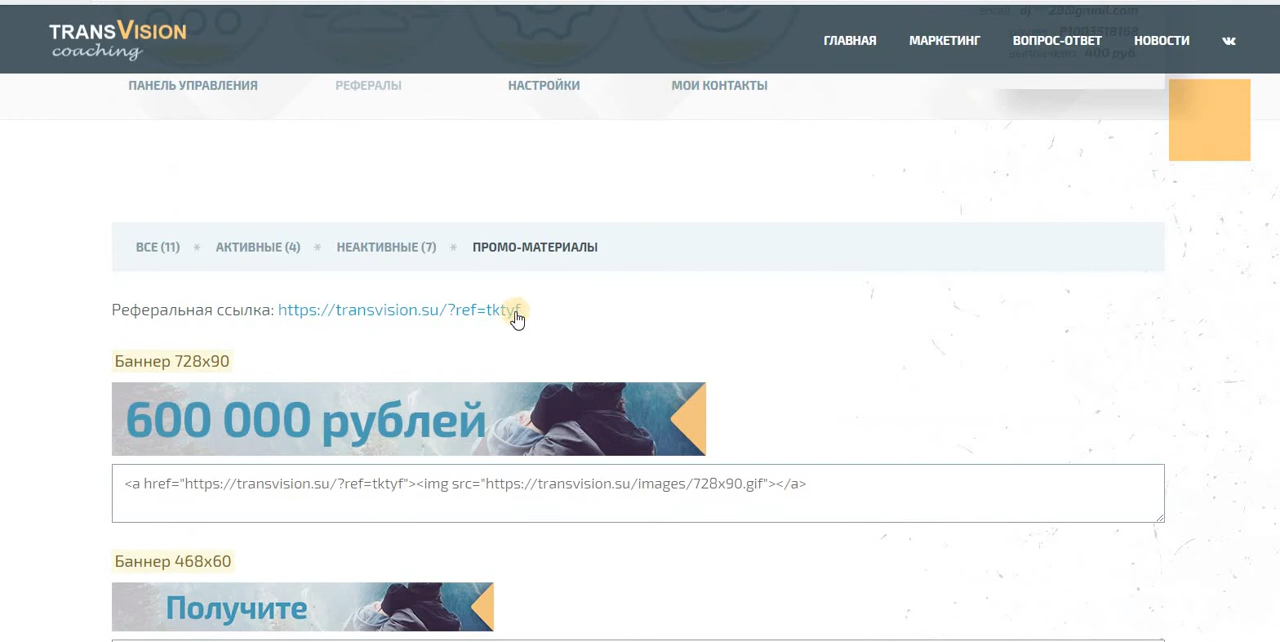 TRANSVISION
coaching
ГЛАВНАЯ
МАРКЕТИНГ
ВОПРОС-ОТВЕТ
НОВОСТИ
ПАНЕЛЬ УПРАВЛЕНИЯ
РЕФЕРАЛЫ
НАСТРОЙКИ
МОИ КОНТАКТЫ
ВСЕ (11) * АКТИВНЫЕ (4) * НЕАКТИВНЫЕ (7) * ПРОМО-МАТЕРИАЛЫ
Реферальная ссылка: https://transvision.su/?ref=tktyf
Баннер 728x90
600 000 рублей
<a href="https://transvision.su/?ref=tktyf"><img src="https://transvision.su/images/728x90.gif"></a>
Баннер 468x60
Получите